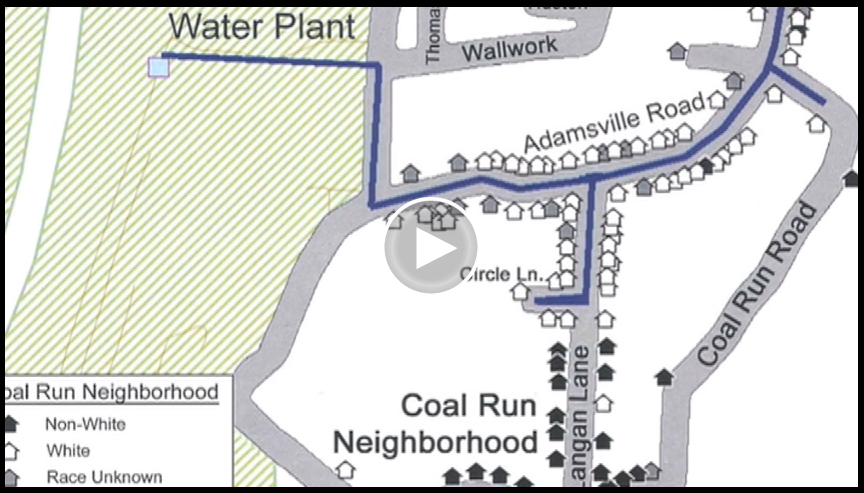 Water Plant
Thoma
Wallwork
Adamsville Road
Circle Ln.
Coal Run Road
Coal Run
Neighborhood
Langan Lane
oal Run Neighborhood
Non-White
White
Race Unknown